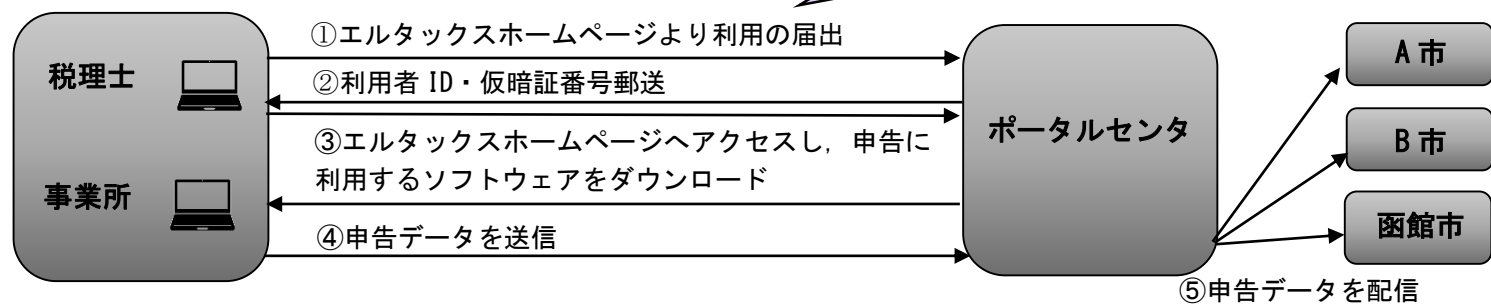 ①エルタックスホームページより利用の届出
税理士
②利用者 ID・仮暗証番号郵送
ポータルセンタ
③エルタックスホームページへアクセスし，申告に
利用するソフトウェアをダウンロード
事業所
④申告データを送信
A 市
B 市
函館市
⑤申告データを配信